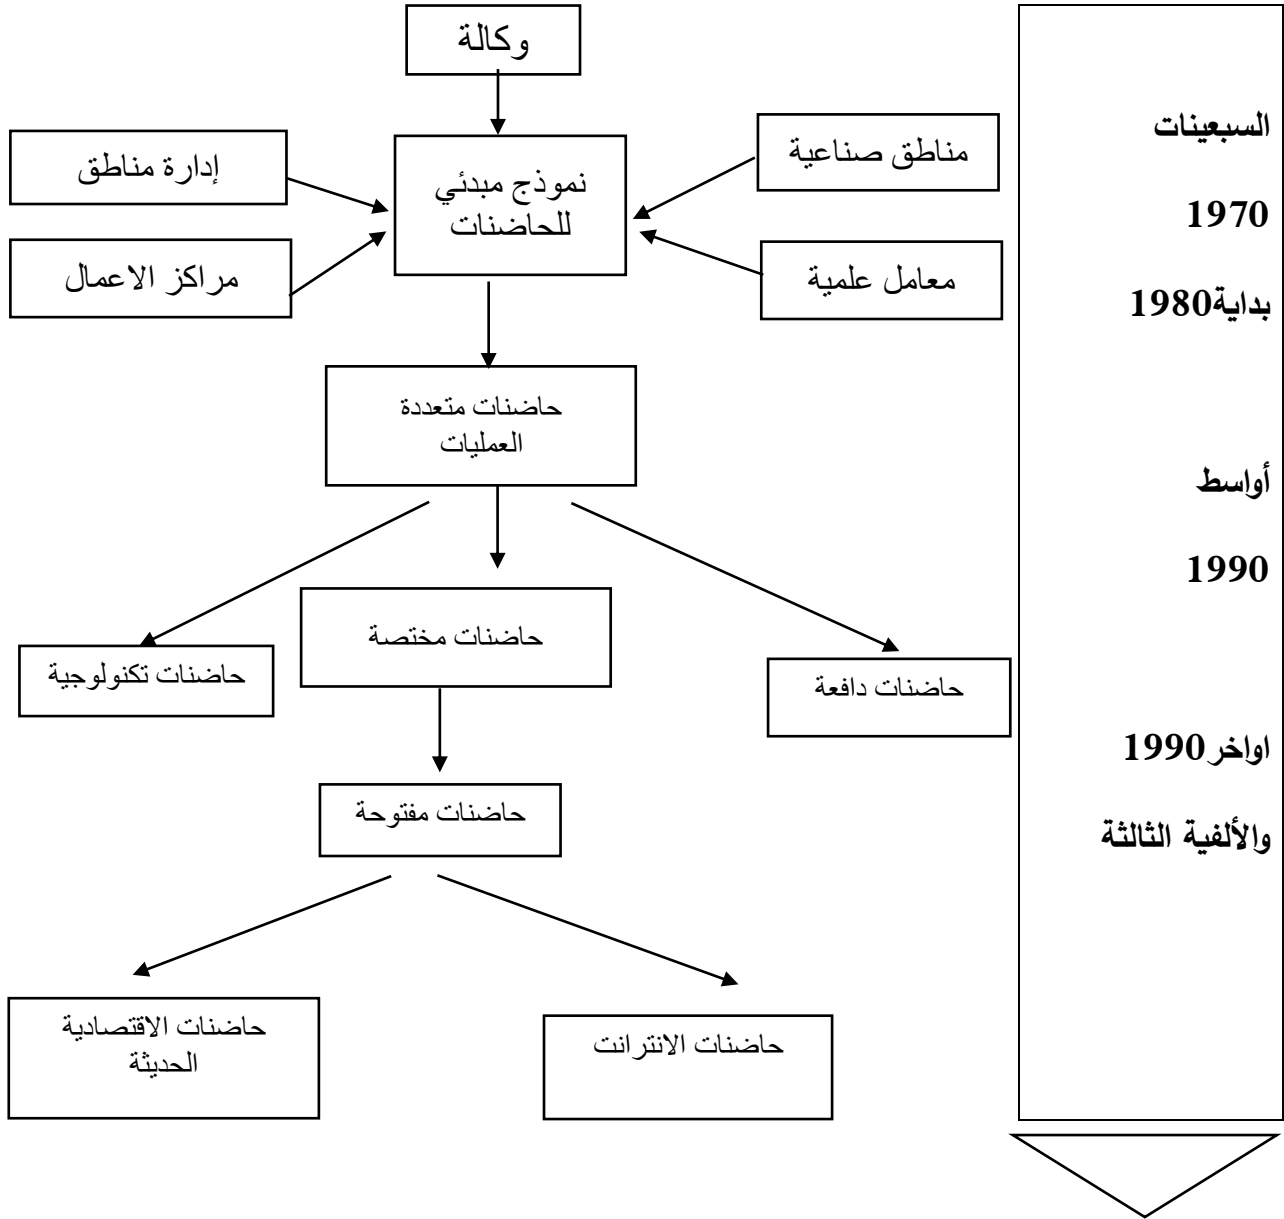 وكالة
السبعينات
مناطق صناعية
إدارة مناطق
نموذج مبدئي
للحاضنات
1970
معامل علمية
مراكز الاعمال
بداية1980
حاضنات متعددة
العمليات
أواسط
1990
حاضنات مختصة
حاضنات دافعة
حاضنات تكنولوجية
اواخر1990
حاضنات مفتوحة
والألفية الثالثة
حاضنات الانترانت
حاضنات الاقتصادية
الحديثة